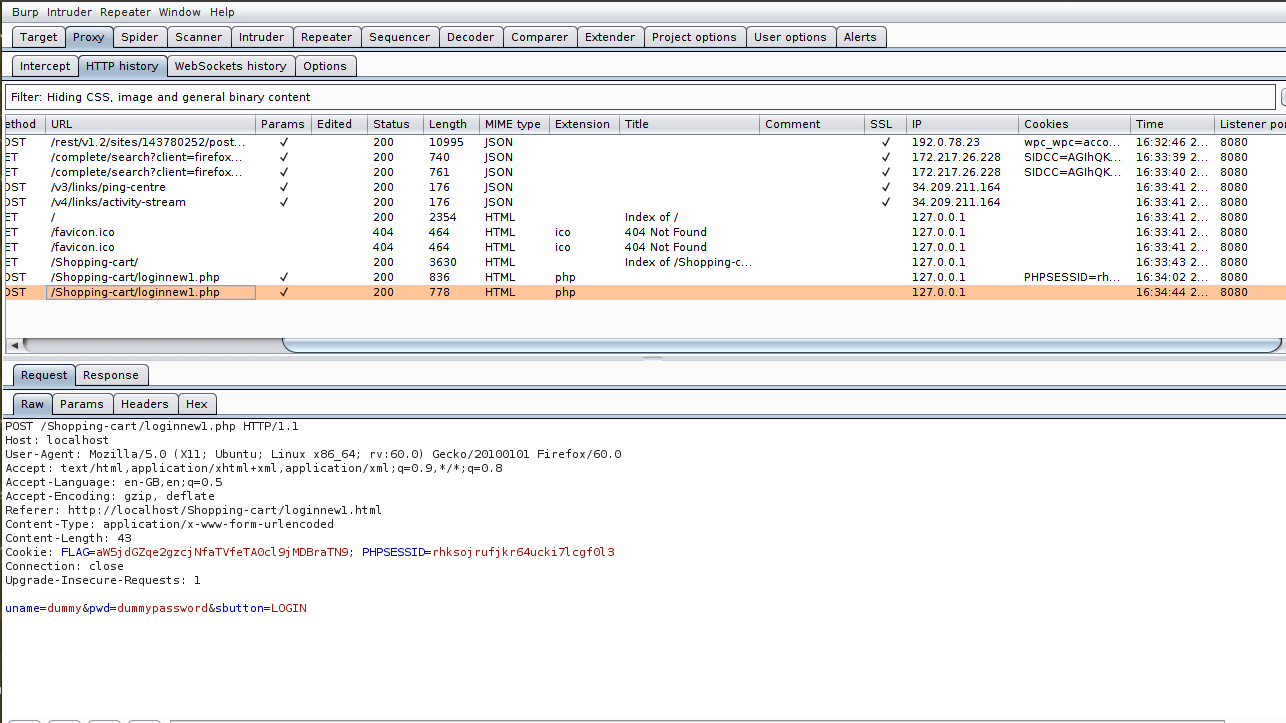 Burp Intruder Repeater Window Help
Target Proxy Spider Scanner Intruder Repeater Sequencer Decoder Comparer Extender Project options User options Alerts
Intercept HTTP history WebSockets history Options
Filter: Hiding CSS, image and general binary content
ethod URL Params Edited Status Length MIME type Extension Title Comment SSL IP Cookies Time Listener por
OST /rest/v1.2/sites/143780252/post... ✓ 200 10995 JSON ✓ 192.0.78.23 wpc_wpc=acco... 16:32:46 2... 8080
ET /complete/search?client=firefox... ✓ 200 740 JSON ✓ 172.217.26.228 SIDCC=AGIhQK... 16:33:39 2... 8080
ET /complete/search?client=firefox... ✓ 200 761 JSON ✓ 172.217.26.228 SIDCC=AGIhQK... 16:33:40 2... 8080
OST /v3/links/ping-centre ✓ 200 176 JSON ✓ 34.209.211.164 16:33:41 2... 8080
OST /v4/links/activity-stream ✓ 200 176 JSON ✓ 34.209.211.164 16:33:41 2... 8080
ET / 200 2354 HTML Index of / 127.0.0.1 16:33:41 2... 8080
ET /favicon.ico 404 464 HTML ico 404 Not Found 127.0.0.1 16:33:41 2... 8080
ET /favicon.ico 404 464 HTML ico 404 Not Found 127.0.0.1 16:33:41 2... 8080
ET /Shopping-cart/ 200 3630 HTML Index of /Shopping-c... 127.0.0.1 16:33:43 2... 8080
OST /Shopping-cart/loginnew1.php ✓ 200 836 HTML php 127.0.0.1 PHPSESSID=rh... 16:34:02 2... 8080
OST /Shopping-cart/loginnew1.php ✓ 200 778 HTML php 127.0.0.1 16:34:44 2... 8080
Request Response
Raw Params Headers Hex
POST /Shopping-cart/loginnew1.php HTTP/1.1
Host: localhost
User-Agent: Mozilla/5.0 (X11; Ubuntu; Linux x86_64; rv:60.0) Gecko/20100101 Firefox/60.0
Accept: text/html,application/xhtml+xml,application/xml;q=0.9,*/*;q=0.8
Accept-Language: en-GB,en;q=0.5
Accept-Encoding: gzip, deflate
Referer: http://localhost/Shopping-cart/loginnew1.html
Content-Type: application/x-www-form-urlencoded
Content-Length: 43
Cookie: FLAG=aW5jdGZqe2gzcjNfaTVfeTA0cl9jMDBraTN9; PHPSESSID=rhksojrufjkr64ucki7lcgf0l3
Connection: close
Upgrade-Insecure-Requests: 1
uname=dummy&pwd=dummypassword&sbutton=LOGIN